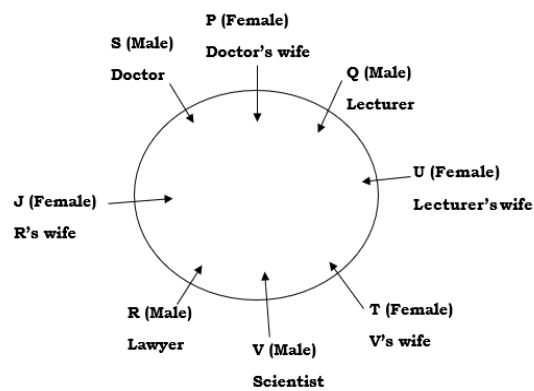 P (Female)
Doctor's wife
S (Male)
Doctor
Q (Male)
Lecturer
U (Female)
Lecturer's wife
J (Female)
R's wife
T (Female)
V's wife
R (Male)
Lawyer
V (Male)
Scientist